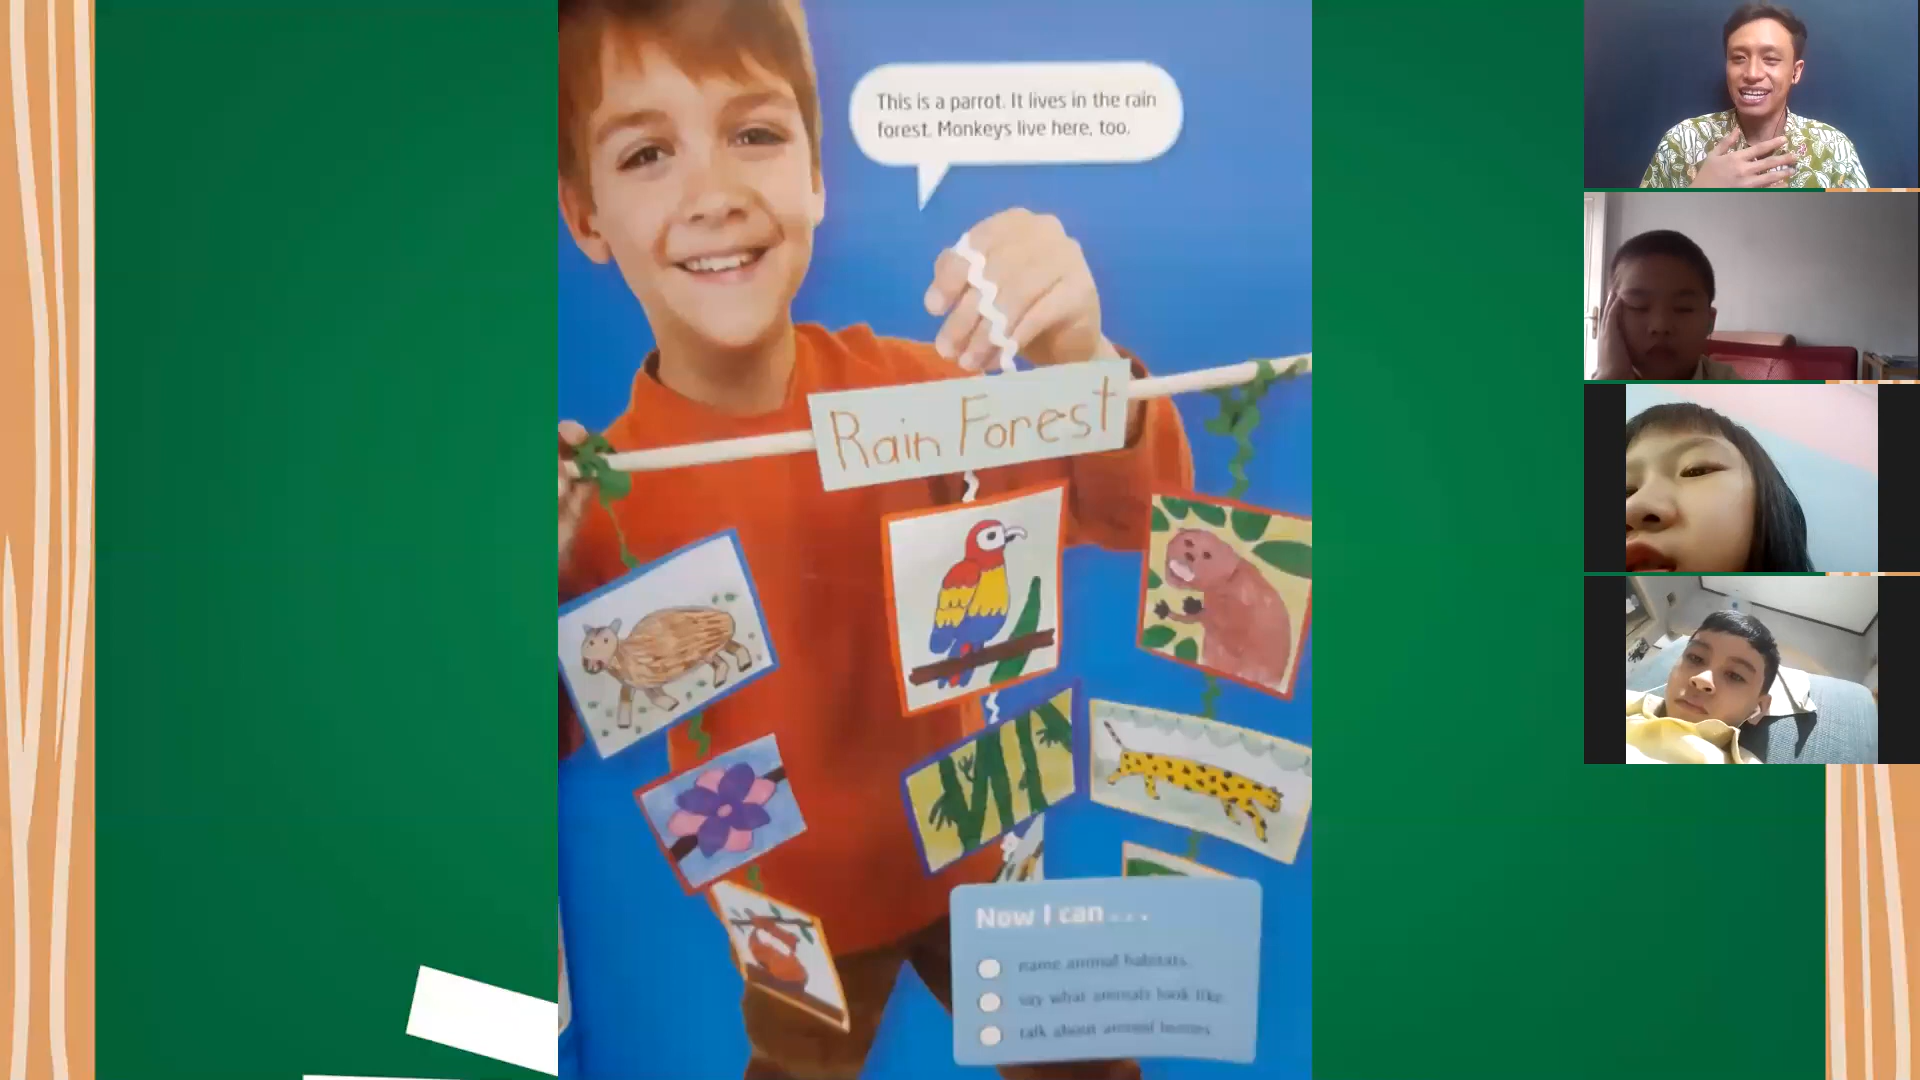 This is a parrot. It lives in the rain
forest. Monkeys live here, too.
Rain Forest
Now I can . . .
name animal habitats.
say what animals look like.
talk about animal homes.